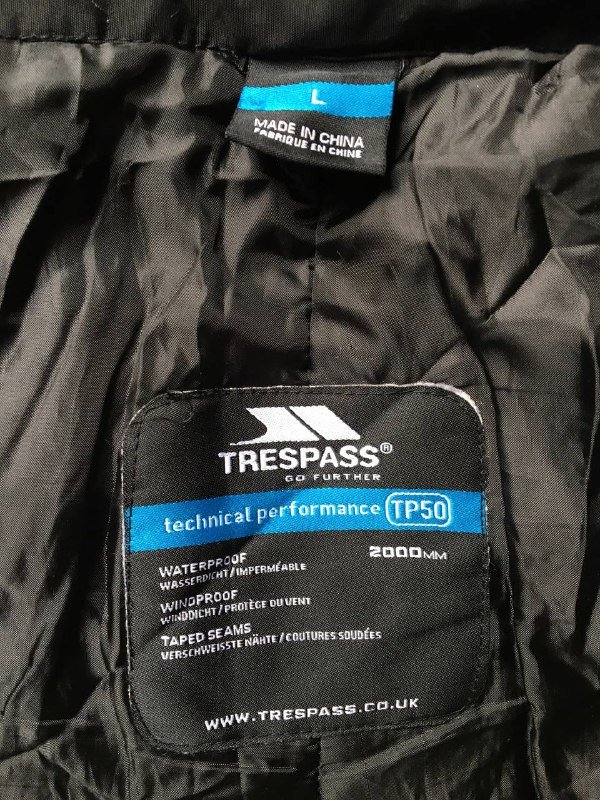 L
MADE IN CHINA
FABRIQUE EN CHINE
TRESPASS®
GO FURTHER
technical performance TP50
WATERPROOF 2000MM
WASSERDICHT/IMPERMÉABLE
WINDPROOF
WINDDICHT/PROTÈGE DU VENT
TAPED SEAMS
VERSCHWEISSTE NÄHTE/COUTURES SOUDÉES
WWW.TRESPASS.CO.UK